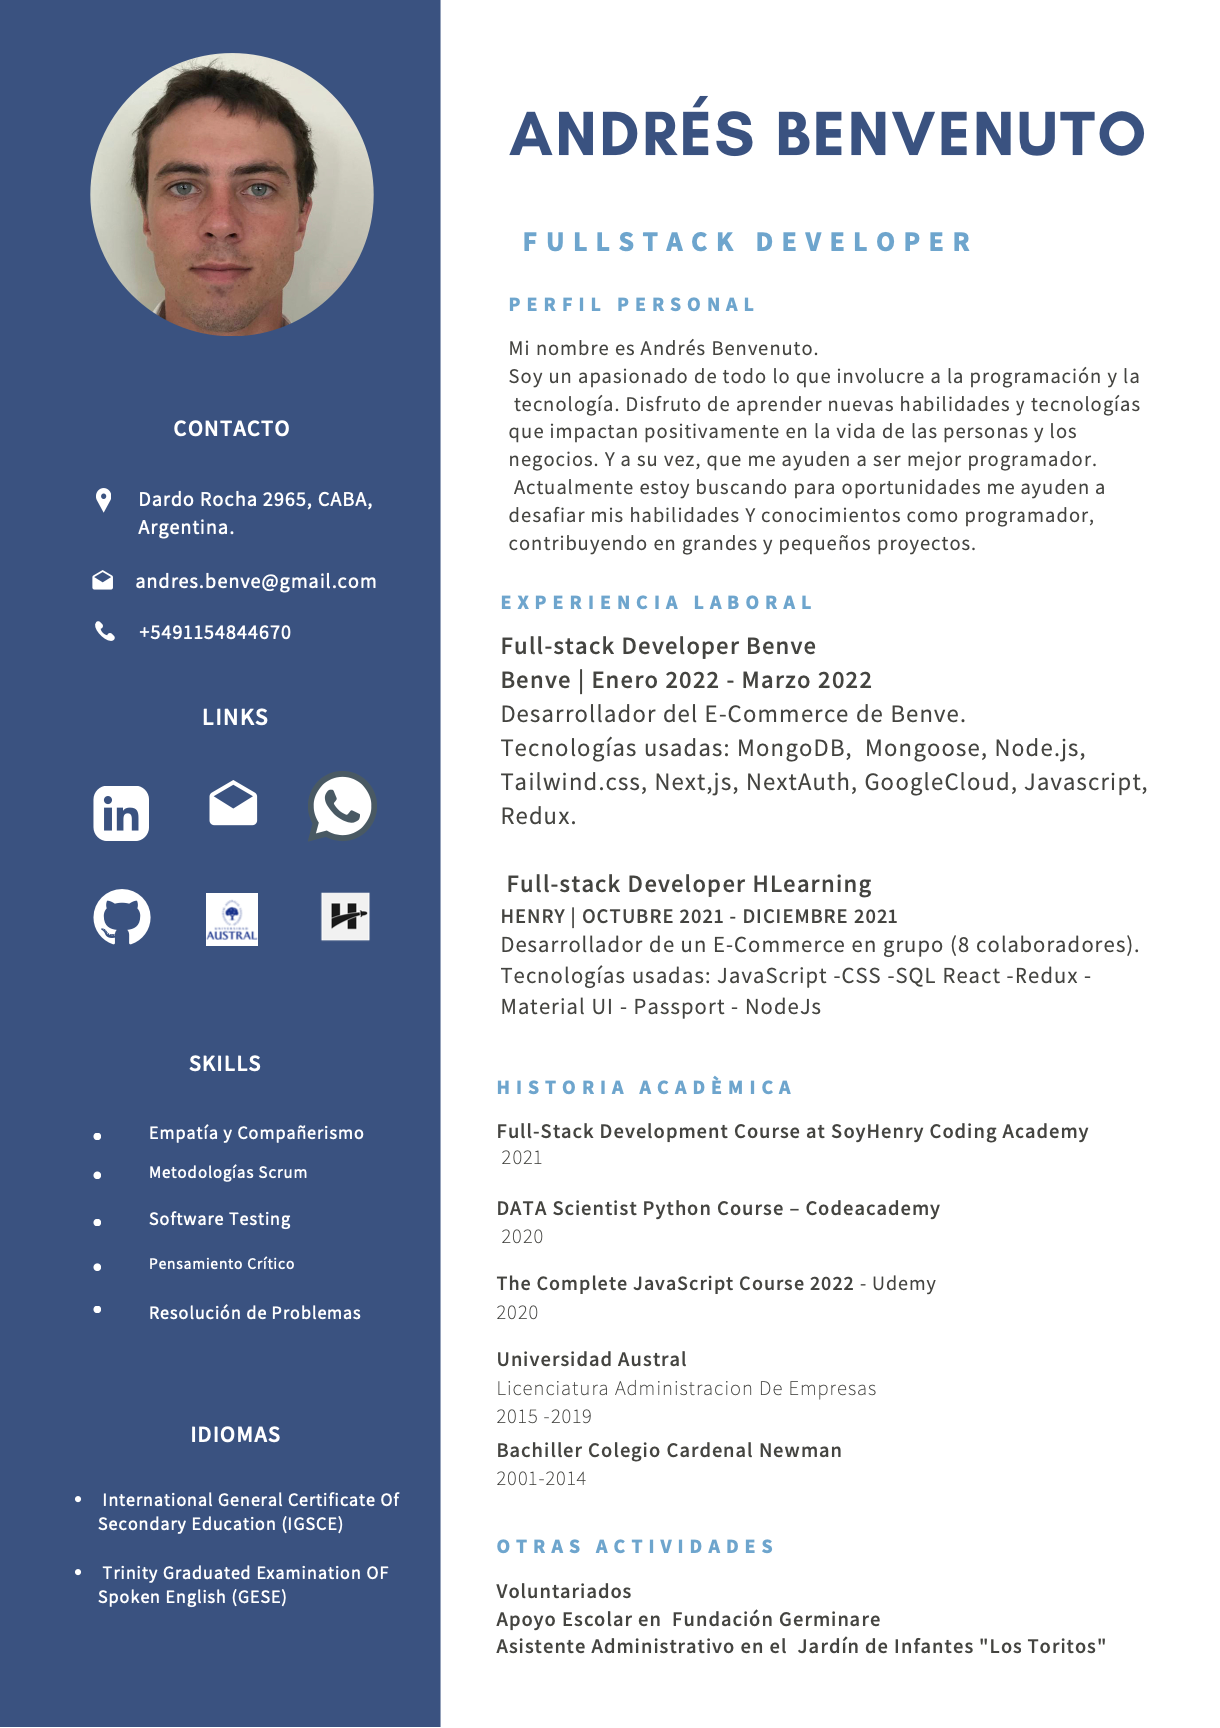 CONTACTO
Dardo Rocha 2965, CABA,
Argentina.
andres.benve@gmail.com
+5491154844670
LINKS
in
UNIVERSIDAD
AUSTRAL
H
SKILLS
Empatía y Compañerismo
Metodologías Scrum
Software Testing
Pensamiento Crítico
Resolución de Problemas
IDIOMAS
International General Certificate Of
Secondary Education (IGSCE)
Trinity Graduated Examination OF
Spoken English (GESE)
ANDRÉS BENVENUTO
FULLSTACK DEVELOPER
PERFIL PERSONAL
Mi nombre es Andrés Benvenuto.
Soy un apasionado de todo lo que involucre a la programación y la
tecnología. Disfruto de aprender nuevas habilidades y tecnologías
que impactan positivamente en la vida de las personas y los
negocios. Y a su vez, que me ayuden a ser mejor programador.
Actualmente estoy buscando para oportunidades me ayuden a
desafiar mis habilidades Y conocimientos como programador,
contribuyendo en grandes y pequeños proyectos.
EXPERIENCIA LABORAL
Full-stack Developer Benve
Benve | Enero 2022 - Marzo 2022
Desarrollador del E-Commerce de Benve.
Tecnologías usadas: MongoDB, Mongoose, Node.js,
Tailwind.css, Next,js, NextAuth, GoogleCloud, Javascript,
Redux.
Full-stack Developer HLearning
HENRY | OCTUBRE 2021 - DICIEMBRE 2021
Desarrollador de un E-Commerce en grupo (8 colaboradores).
Tecnologías usadas: JavaScript -CSS -SQL React -Redux -
Material UI - Passport - NodeJs
HISTORIA ACADÈMICA
Full-Stack Development Course at SoyHenry Coding Academy
2021
DATA Scientist Python Course – Codeacademy
2020
The Complete JavaScript Course 2022 - Udemy
2020
Universidad Austral
Licenciatura Administracion De Empresas
2015 -2019
Bachiller Colegio Cardenal Newman
2001-2014
OTRAS ACTIVIDADES
Voluntariados
Apoyo Escolar en Fundación Germinare
Asistente Administrativo en el Jardín de Infantes "Los Toritos"